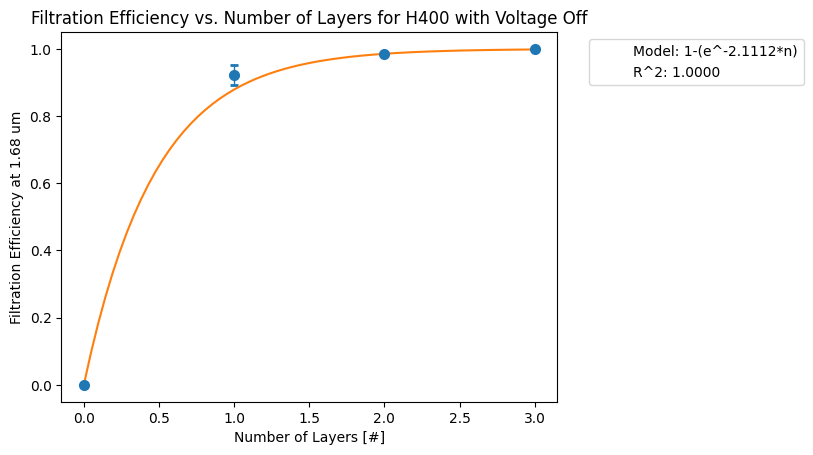 Filtration Efficiency vs. Number of Layers for H400 with Voltage Off
Filtration Efficiency at 1.68 um
1.0
0.8
0.6
0.4
0.2
0.0
0.0 0.5 1.0 1.5 2.0 2.5 3.0
Number of Layers [#]
Model: 1-(e^-2.1112*n)
R^2: 1.0000